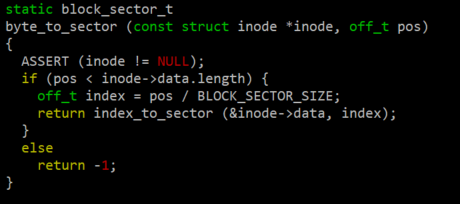 static block_sector_t
byte_to_sector (const struct inode *inode, off_t pos)
{
  ASSERT (inode != NULL);
  if (pos < inode->data.length) {
    off_t index = pos / BLOCK_SECTOR_SIZE;
    return index_to_sector (&inode->data, index);
  }
  else
    return -1;
}